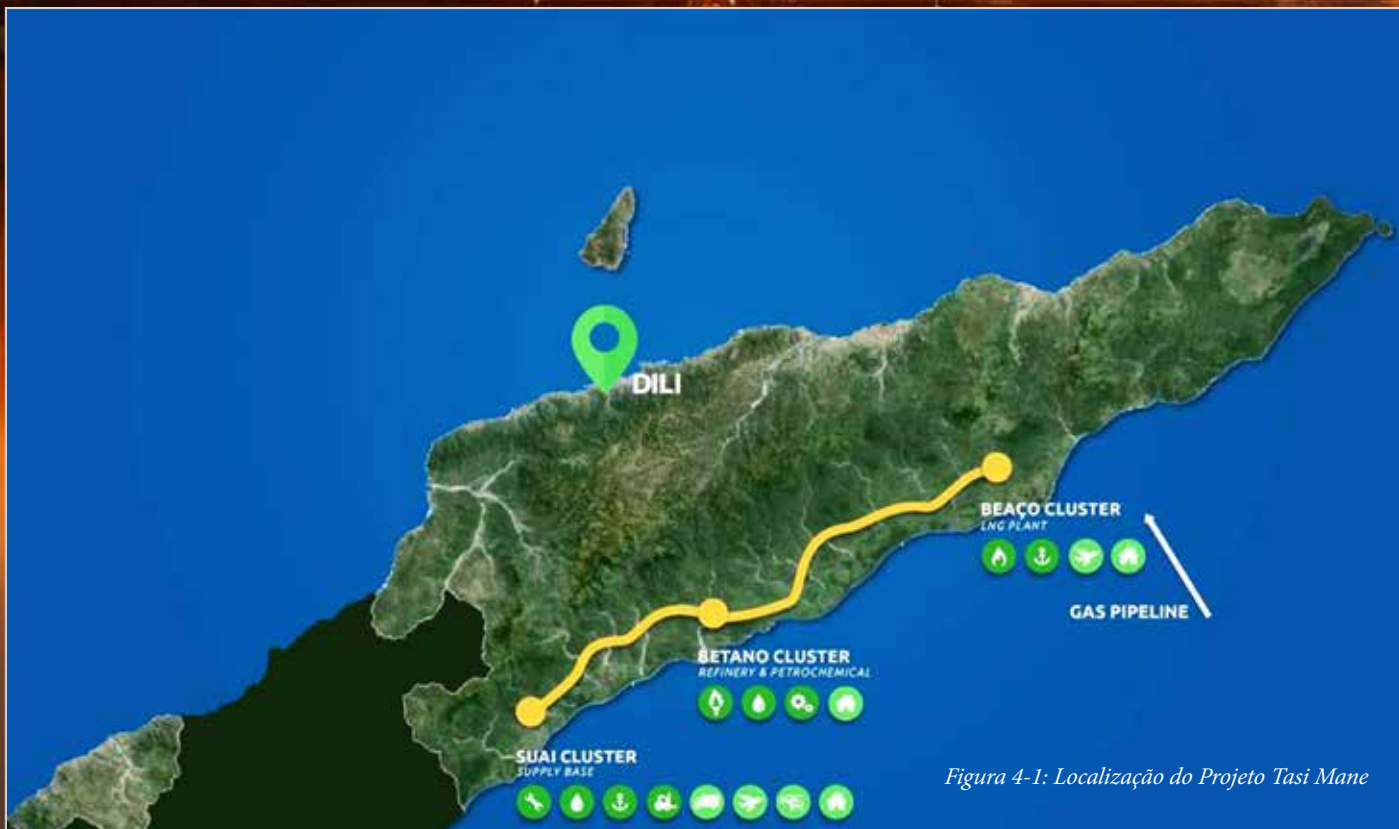 DILI
BEAÇO CLUSTER
LNG PLANT
GAS PIPELINE
BETANO CLUSTER
REFINERY & PETROCHEMICAL
SUAI CLUSTER
SUPPLY BASE
Figura 4-1: Localização do Projeto Tasi Mane